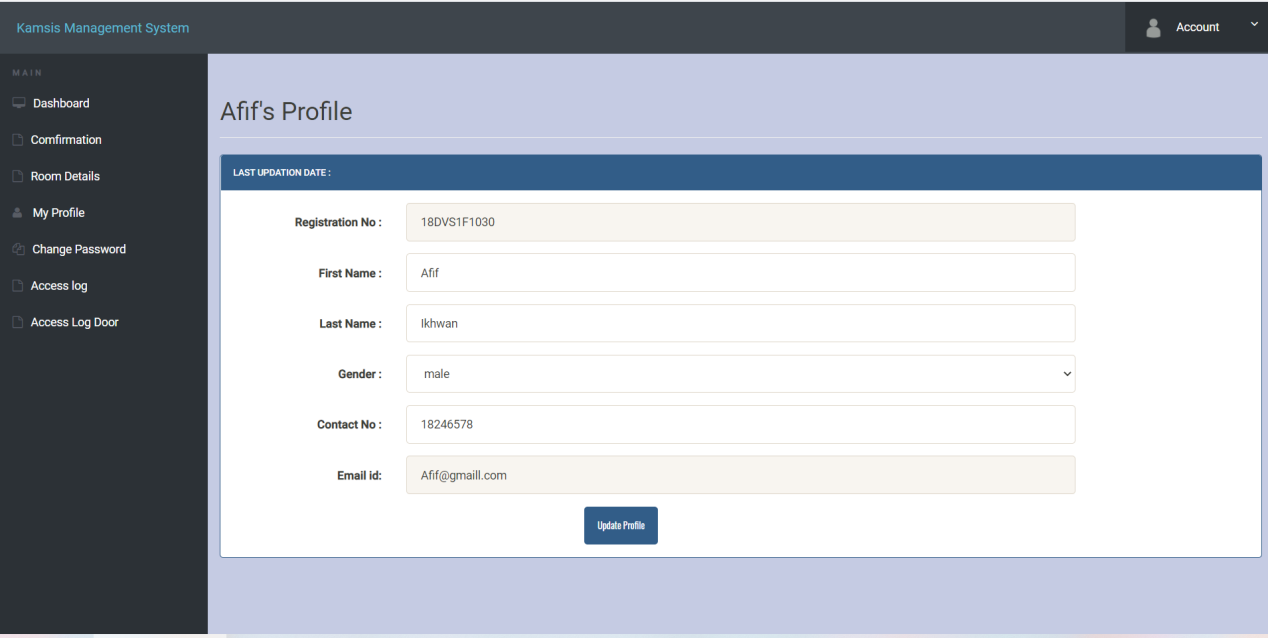 Kamsis Management System
Account
MAIN
Dashboard
Comfirmation
Room Details
My Profile
Change Password
Access log
Access Log Door
Afif's Profile
LAST UPDATION DATE :
Registration No : 18DVS1F1030
First Name : Afif
Last Name : Ikhwan
Gender : male
Contact No : 18246578
Email id: Afif@gmaill.com
Update Profile